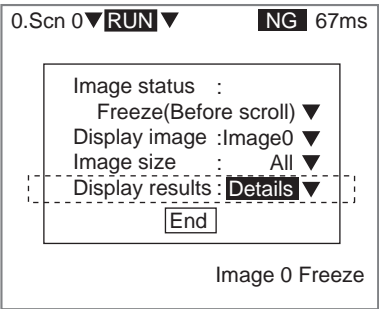 0.Scn 0▼ RUN ▼ NG 67ms
Image status :
Freeze(Before scroll) ▼
Display image :Image0 ▼
Image size : All ▼
Display results : Details ▼
End
Image 0 Freeze